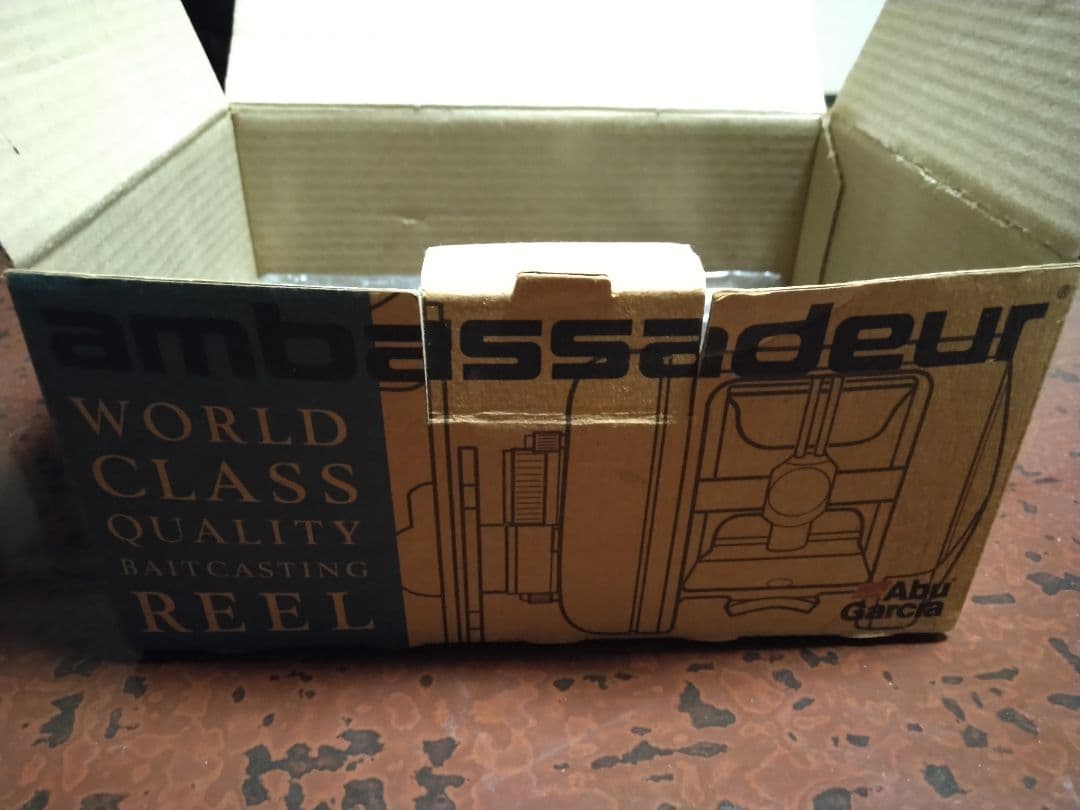 ambassadeur®
WORLD
CLASS
QUALITY
BAITCASTING
REEL
Abu
Garcia